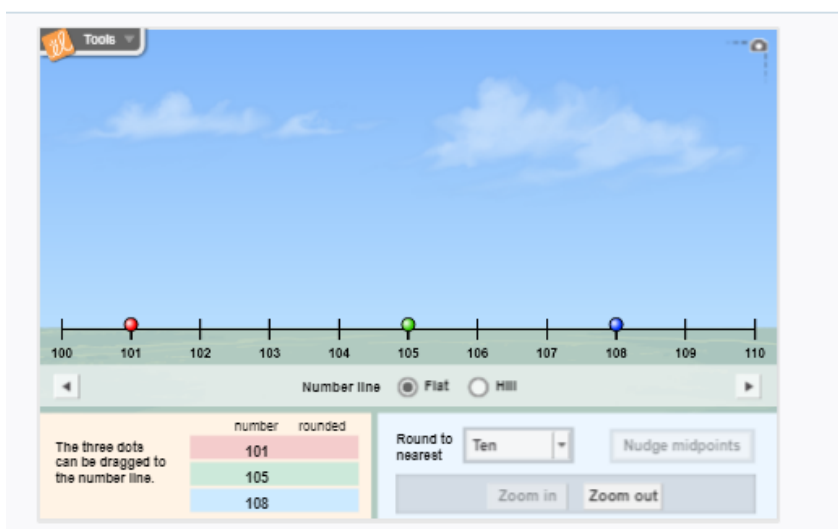 Tools
100 101 102 103 104 105 106 107 108 109 110
Number line Flat Hill
number rounded
The three dots
can be dragged to
the number line.
101
105
108
Round to
nearest
Ten
Nudge midpoints
Zoom in Zoom out